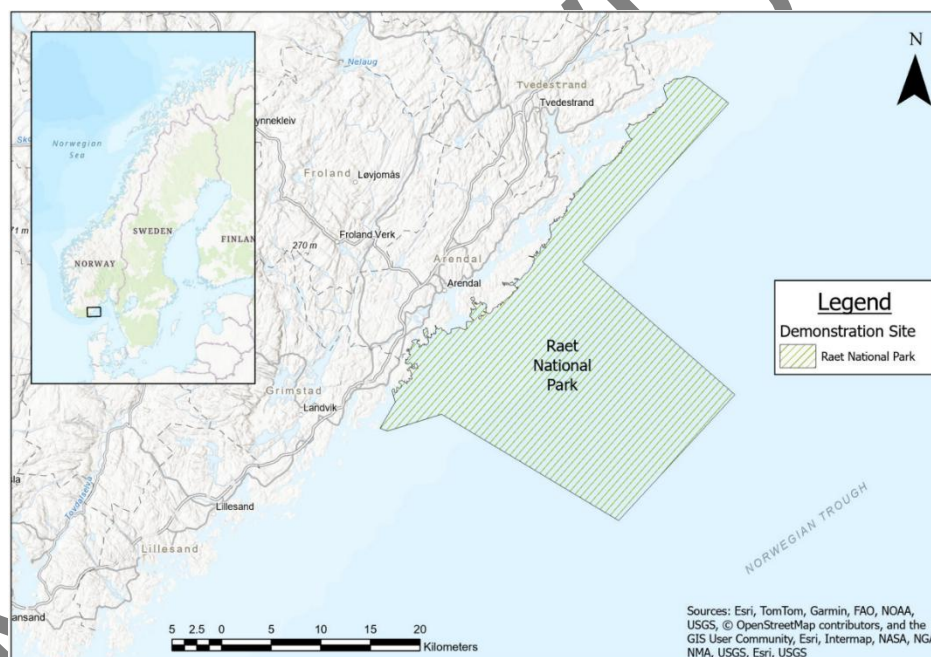 Nelaug
Tvedestrand
Tvedestrand
ynnekleiv
Norwegian
Sea
Froland
Løvjomås
Froland Verk
270 m
71 m
SWEDEN
FINLAN
NORWAY
Arendal
Arendal
N
Legend
Demonstration Site
Raet National Park
Raet
National
Park
Grimstad
Landvik
Lillesand
Lillesand
ansand
NORWEGIAN TROUGH
5 2.5 0 5 10 15 20
Kilometers
Sources: Esri, TomTom, Garmin, FAO, NOAA,
USGS, © OpenStreetMap contributors, and the
GIS User Community, Esri, Intermap, NASA, NGA
NMA, USGS, Esri, USGS